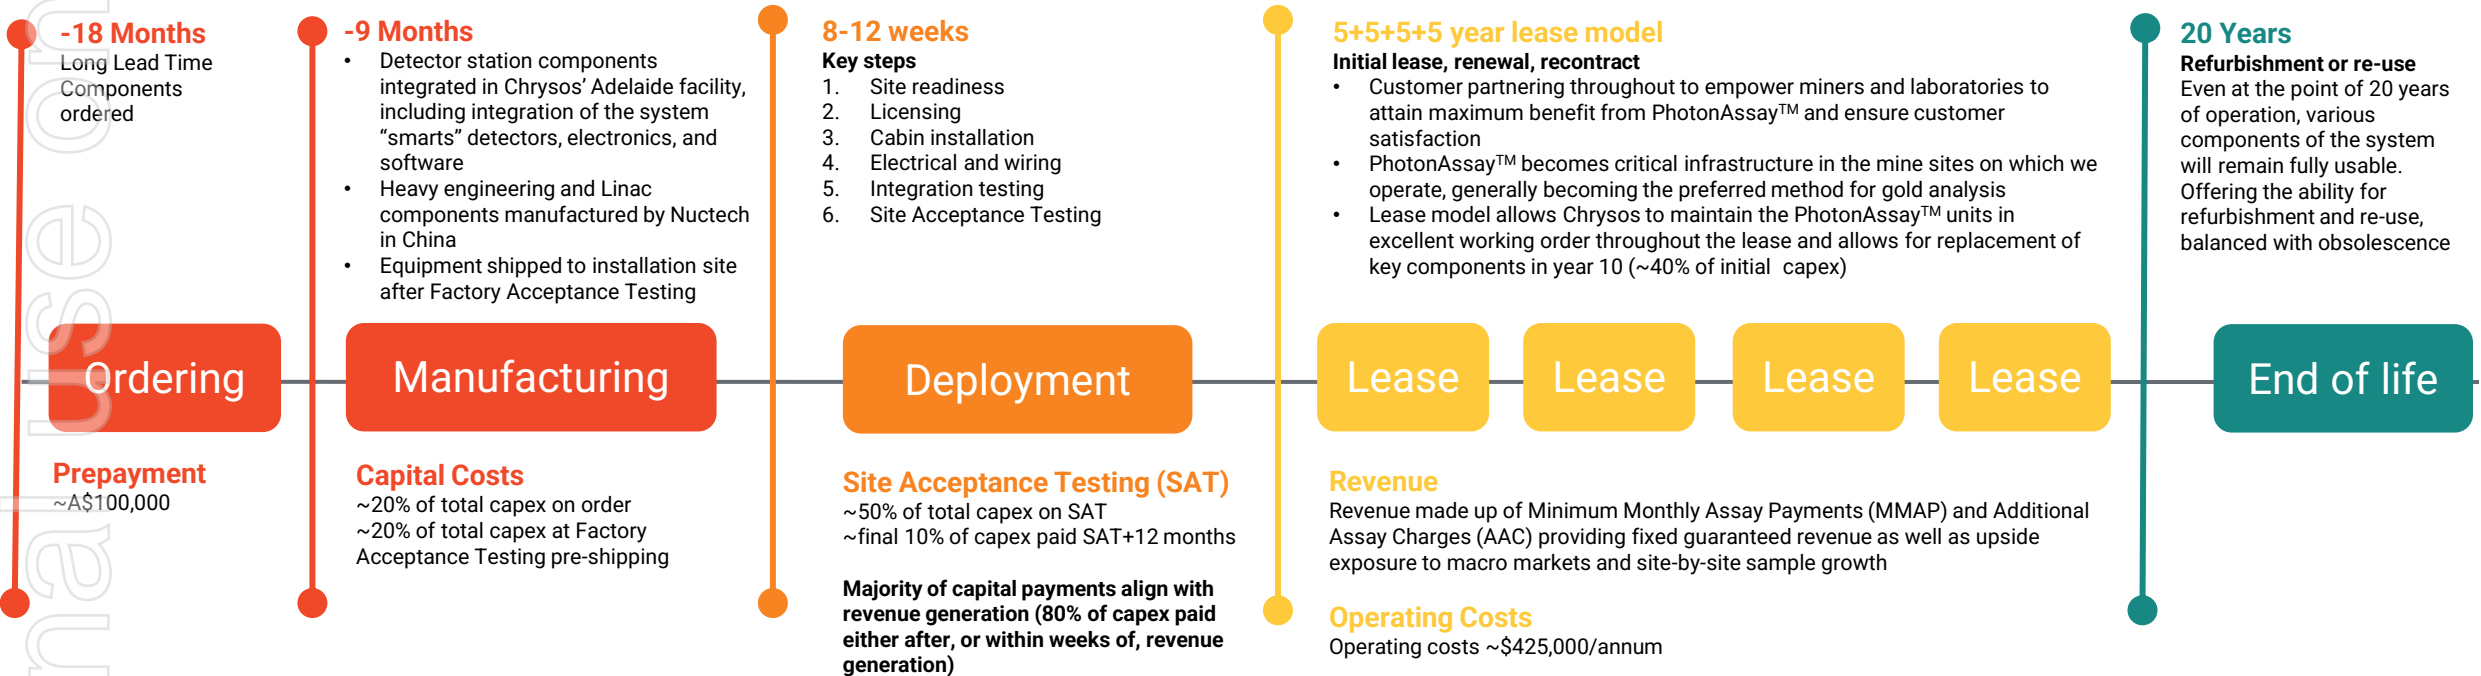 -18 Months
Long Lead Time
Components
ordered
-9 Months
• Detector station components
integrated in Chrysos’ Adelaide facility,
including integration of the system
“smarts” detectors, electronics, and
software
• Heavy engineering and Linac
components manufactured by Nuctech
in China
• Equipment shipped to installation site
after Factory Acceptance Testing
8-12 weeks
Key steps
1. Site readiness
2. Licensing
3. Cabin installation
4. Electrical and wiring
5. Integration testing
6. Site Acceptance Testing
5+5+5+5 year lease model
Initial lease, renewal, recontract
• Customer partnering throughout to empower miners and laboratories to
attain maximum benefit from PhotonAssay™ and ensure customer
satisfaction
• PhotonAssay™ becomes critical infrastructure in the mine sites on which we
operate, generally becoming the preferred method for gold analysis
• Lease model allows Chrysos to maintain the PhotonAssay™ units in
excellent working order throughout the lease and allows for replacement of
key components in year 10 (~40% of initial capex)
20 Years
Refurbishment or re-use
Even at the point of 20 years
of operation, various
components of the system
will remain fully usable.
Offering the ability for
refurbishment and re-use,
balanced with obsolescence
Ordering
Manufacturing
Deployment
Lease
Lease
Lease
Lease
End of life
Prepayment
~A$100,000
Capital Costs
~20% of total capex on order
~20% of total capex at Factory
Acceptance Testing pre-shipping
Site Acceptance Testing (SAT)
~50% of total capex on SAT
~final 10% of capex paid SAT+12 months
Majority of capital payments align with
revenue generation (80% of capex paid
either after, or within weeks of, revenue
generation)
Revenue
Revenue made up of Minimum Monthly Assay Payments (MMAP) and Additional
Assay Charges (AAC) providing fixed guaranteed revenue as well as upside
exposure to macro markets and site-by-site sample growth
Operating Costs
Operating costs ~$425,000/annum
nal use on